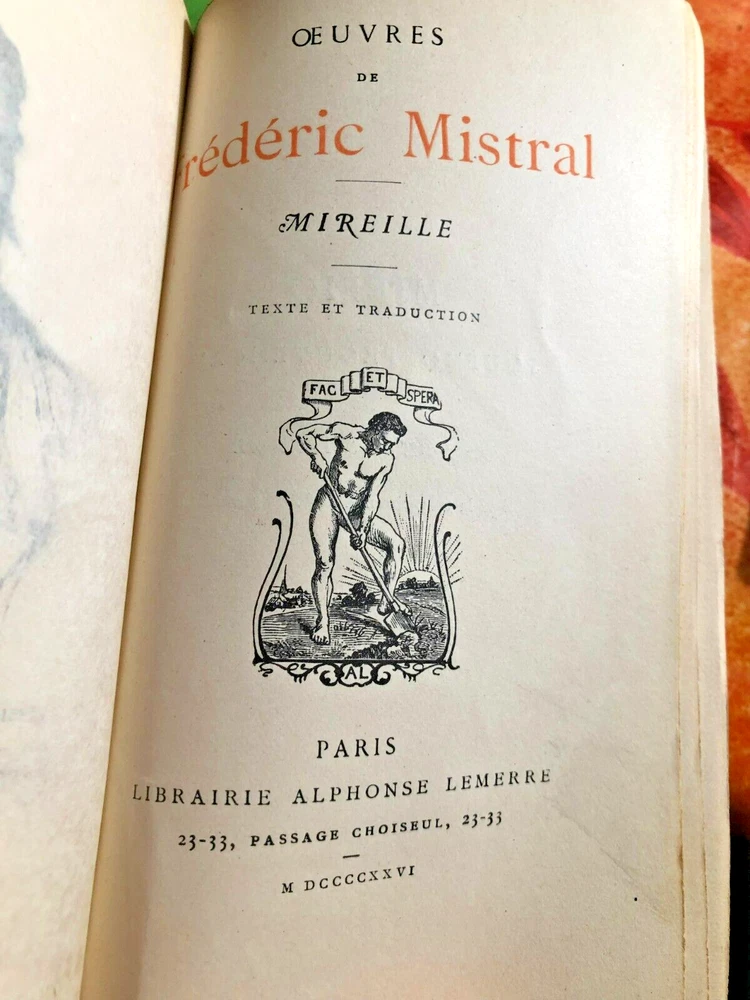 ŒUVRES
DE
Frédéric Mistral
MIREILLE
TEXTE ET TRADUCTION
FAC ET SPERA
AL
PARIS
LIBRAIRIE ALPHONSE LEMERRE
23-33, PASSAGE CHOISEUL, 23-33
M DCCCCXXVI